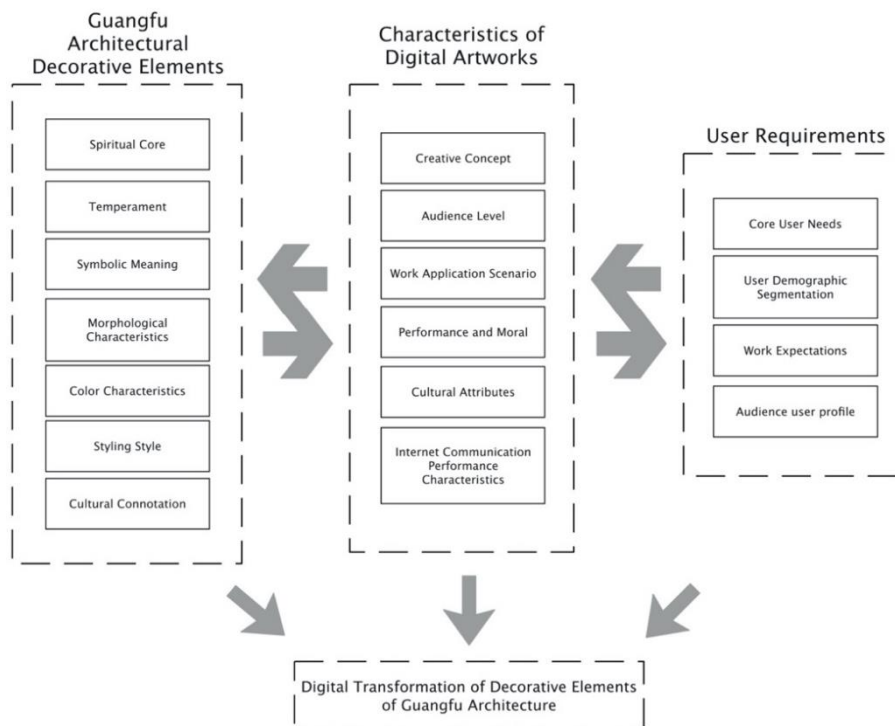 Guangfu
Architectural
Decorative Elements
Spiritual Core
Temperament
Symbolic Meaning
Morphological
Characteristics
Color Characteristics
Styling Style
Cultural Connotation
Characteristics of
Digital Artworks
Creative Concept
Audience Level
Work Application Scenario
Performance and Moral
Cultural Attributes
Internet Communication
Performance
Characteristics
User Requirements
Core User Needs
User Demographic
Segmentation
Work Expectations
Audience user profile
Digital Transformation of Decorative Elements
of Guangfu Architecture